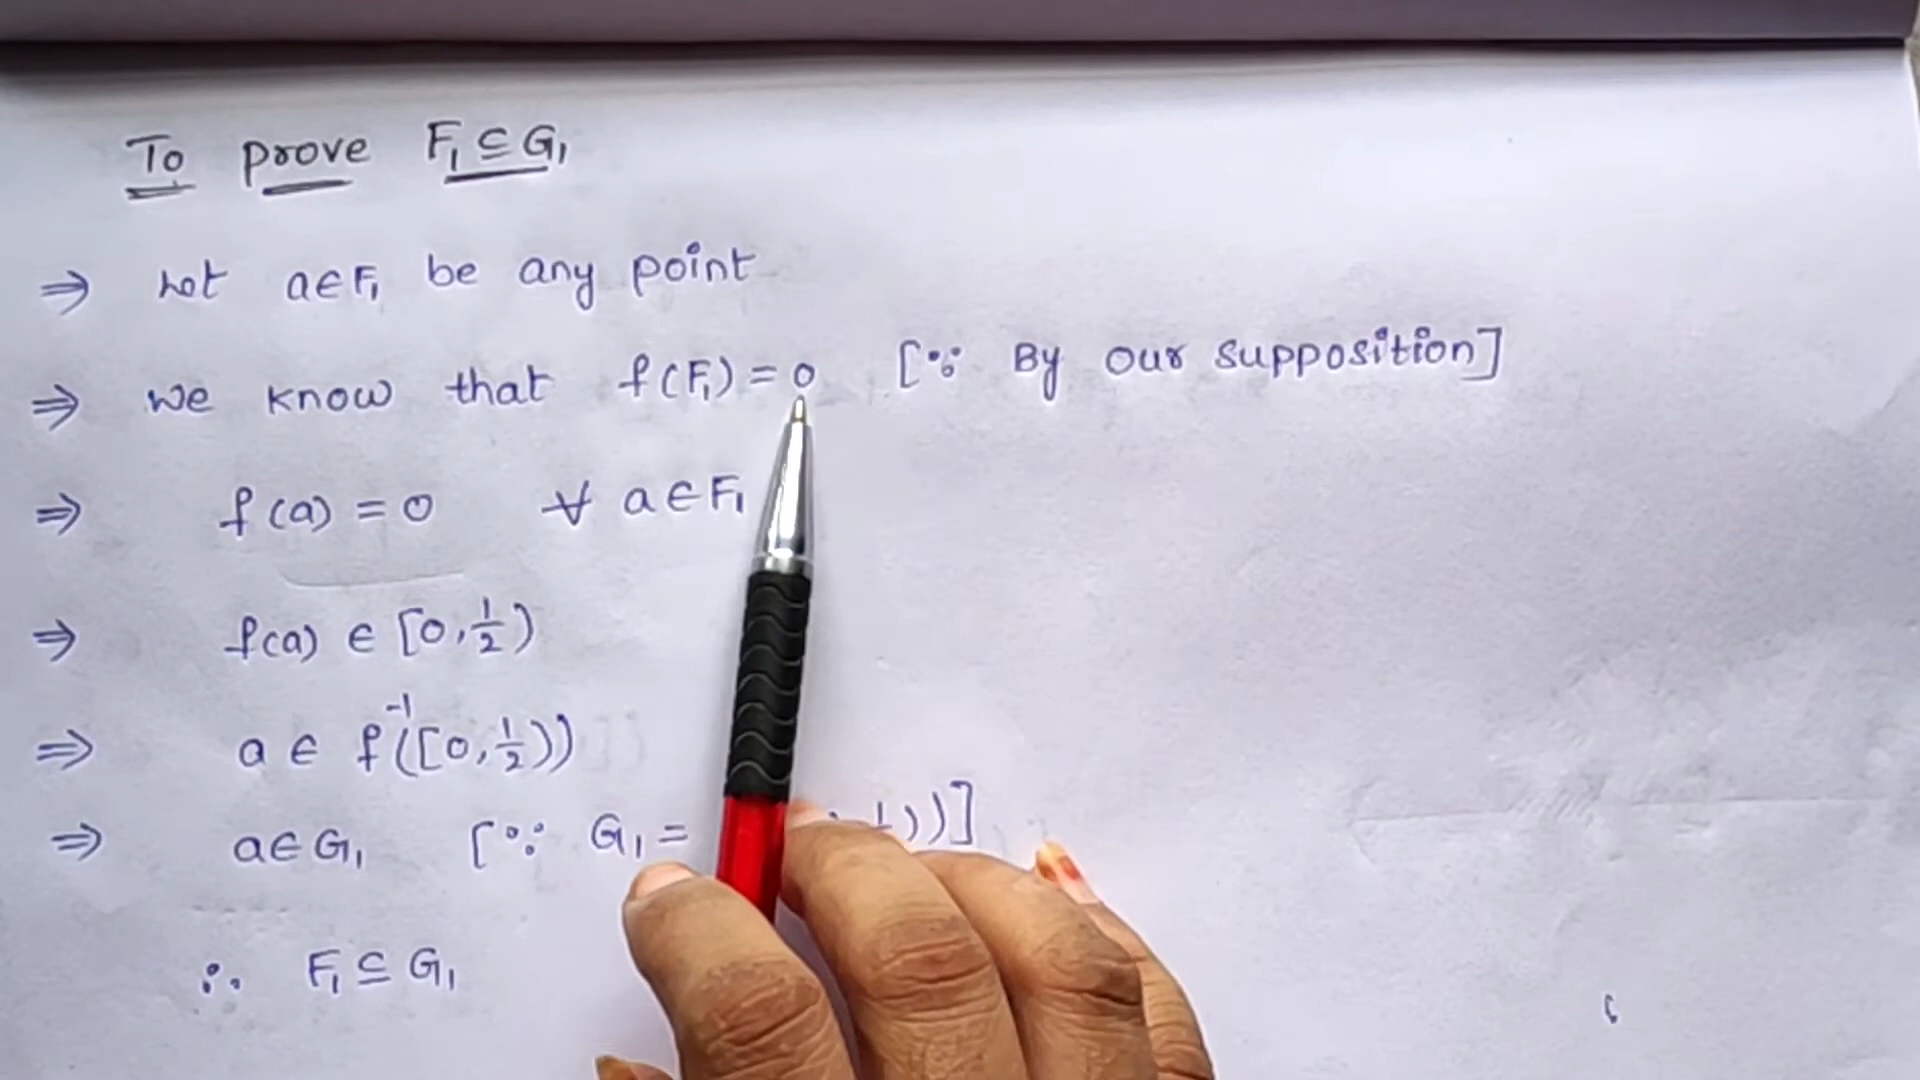 To prove F₁ ⊆ G₁
⇒ Let a∈F₁ be any point
⇒ we know that f(F₁) = 0 [∵ By our supposition]
⇒ f(a) = 0 ∀ a∈F₁
⇒ f(a) ∈ [0, 1/2)
⇒ a ∈ f⁻¹([0, 1/2))
⇒ a∈G₁ [∵ G₁ = ))]
∴ F₁ ⊆ G₁